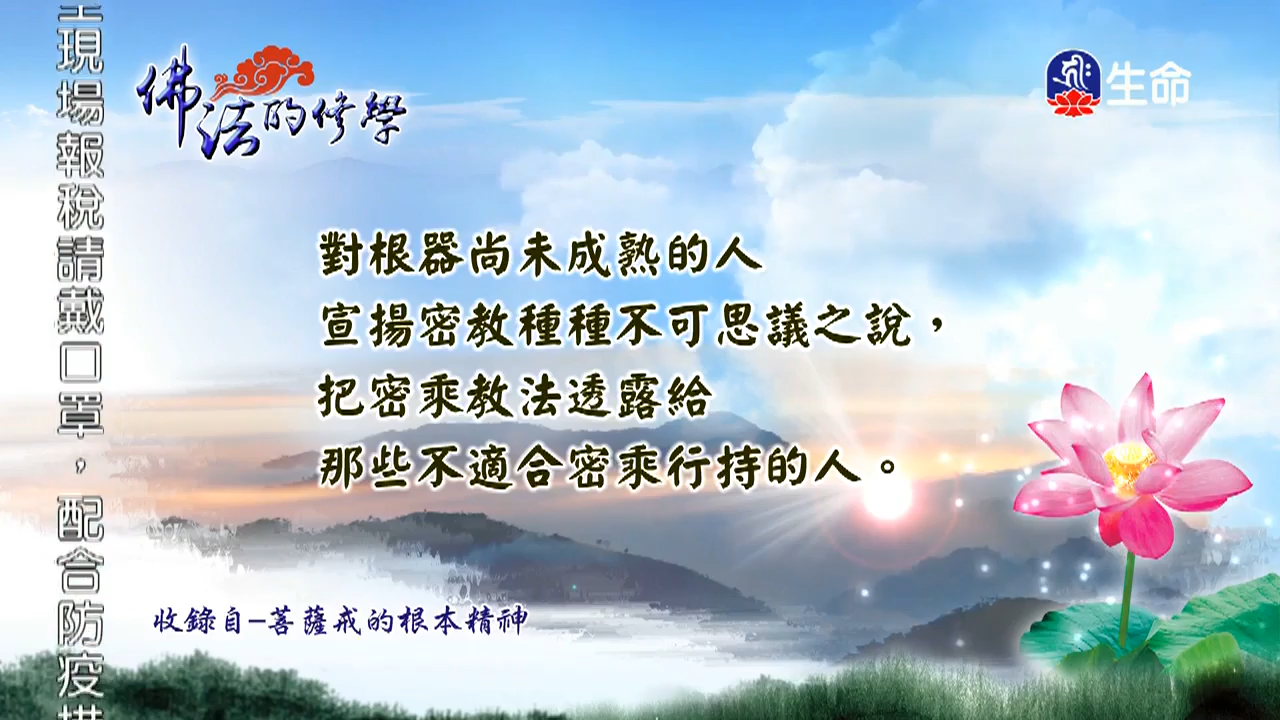 佛法的修學
生命
對根器尚未成熟的人
宣揚密教種種不可思議之說，
把密乘教法透露給
那些不適合密乘行持的人。
收錄自–菩薩戒的根本精神
現場報稅請戴口罩，配合防疫